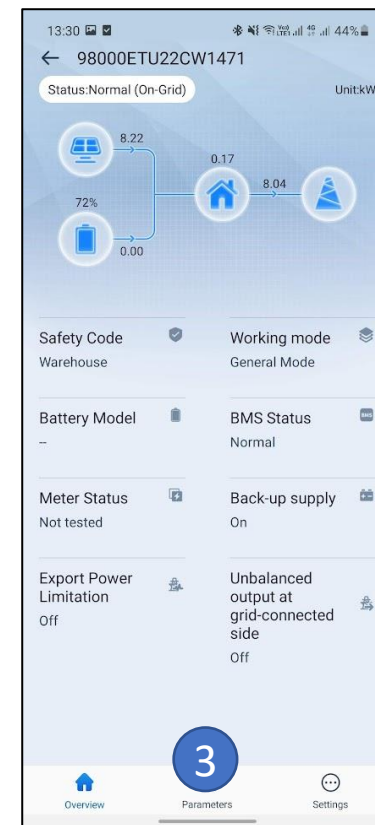 13:30 44%
98000ETU22CW1471
Status:Normal (On-Grid) Unit:kW
8.22
0.17
8.04
72%
0.00
Safety Code Working mode
Warehouse General Mode
Battery Model BMS Status
-- Normal
Meter Status Back-up supply
Not tested On
Export Power Limitation
Off
Unbalanced
output at
grid-connected
side
Off
3
Overview Parameters Settings